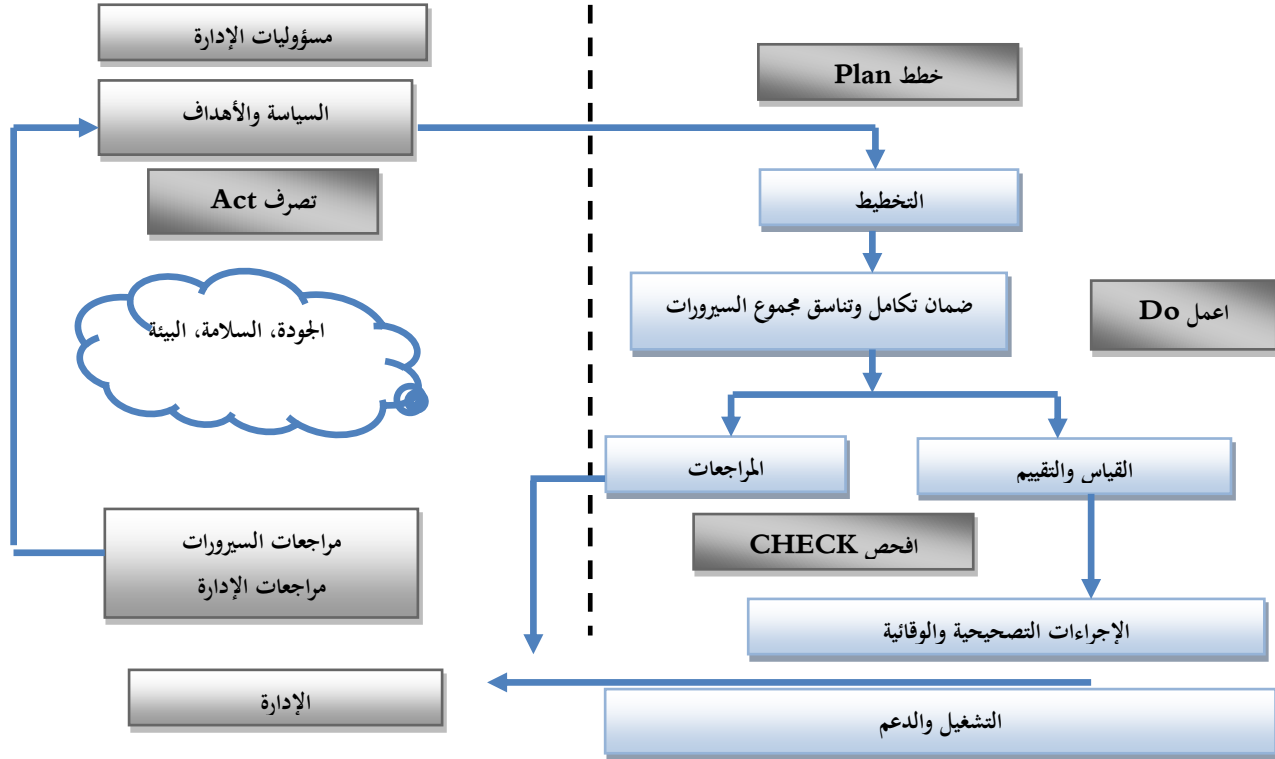 مسؤوليات الإدارة
السياسة والأهداف
تصرف Act
الجودة، السلامة، البيئة
مراجعات السيرورات
مراجعات الإدارة
الإدارة
خطط Plan
التخطيط
ضمان تكامل وتناسق مجموع السيرورات
اعمل Do
المراجعات
القياس والتقييم
افحص CHECK
الإجراءات التصحيحية والوقائية
التشغيل والدعم